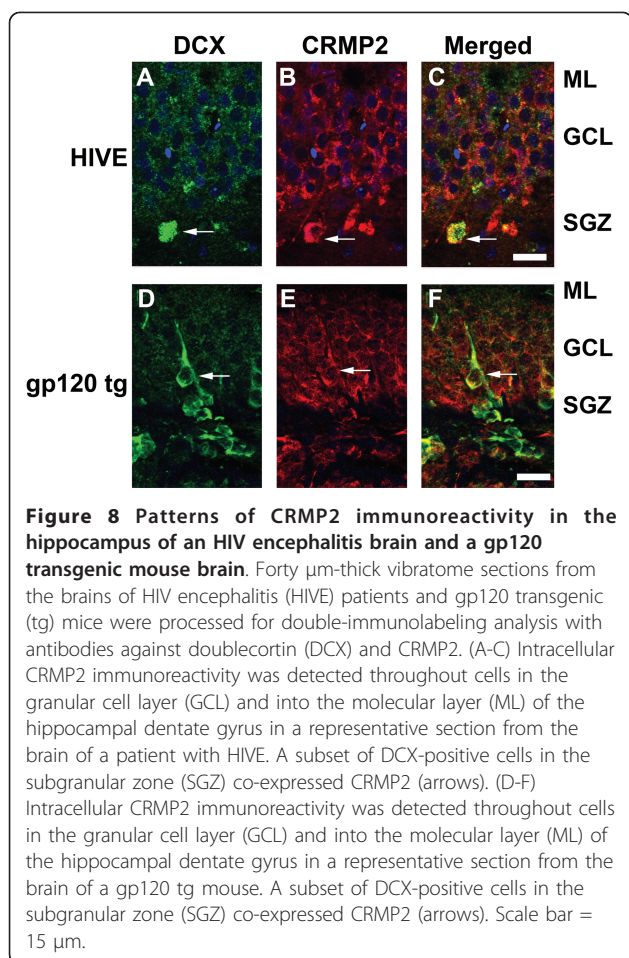 DCX CRMP2 Merged
A B C ML
HIVE GCL
SGZ
D E F ML
GCL
gp120 tg SGZ
Figure 8 Patterns of CRMP2 immunoreactivity in the
hippocampus of an HIV encephalitis brain and a gp120
transgenic mouse brain. Forty μm-thick vibratome sections from
the brains of HIV encephalitis (HIVE) patients and gp120 transgenic
(tg) mice were processed for double-immunolabeling analysis with
antibodies against doublecortin (DCX) and CRMP2. (A-C) Intracellular
CRMP2 immunoreactivity was detected throughout cells in the
granular cell layer (GCL) and into the molecular layer (ML) of the
hippocampal dentate gyrus in a representative section from the
brain of a patient with HIVE. A subset of DCX-positive cells in the
subgranular zone (SGZ) co-expressed CRMP2 (arrows). (D-F)
Intracellular CRMP2 immunoreactivity was detected throughout cells
in the granular cell layer (GCL) and into the molecular layer (ML) of
the hippocampal dentate gyrus in a representative section from the
brain of a gp120 tg mouse. A subset of DCX-positive cells in the
subgranular zone (SGZ) co-expressed CRMP2 (arrows). Scale bar =
15 μm.